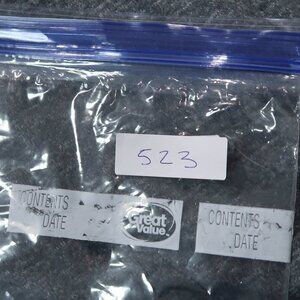 523
CONTENTS
DATE
Great
Value
CONTENTS
DATE